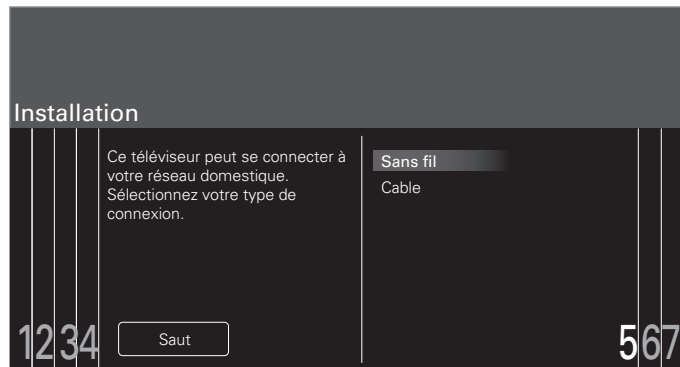 Installation
Ce téléviseur peut se connecter à
votre réseau domestique.
Sélectionnez votre type de
connexion.
Sans fil
Cable
Saut
1234
567